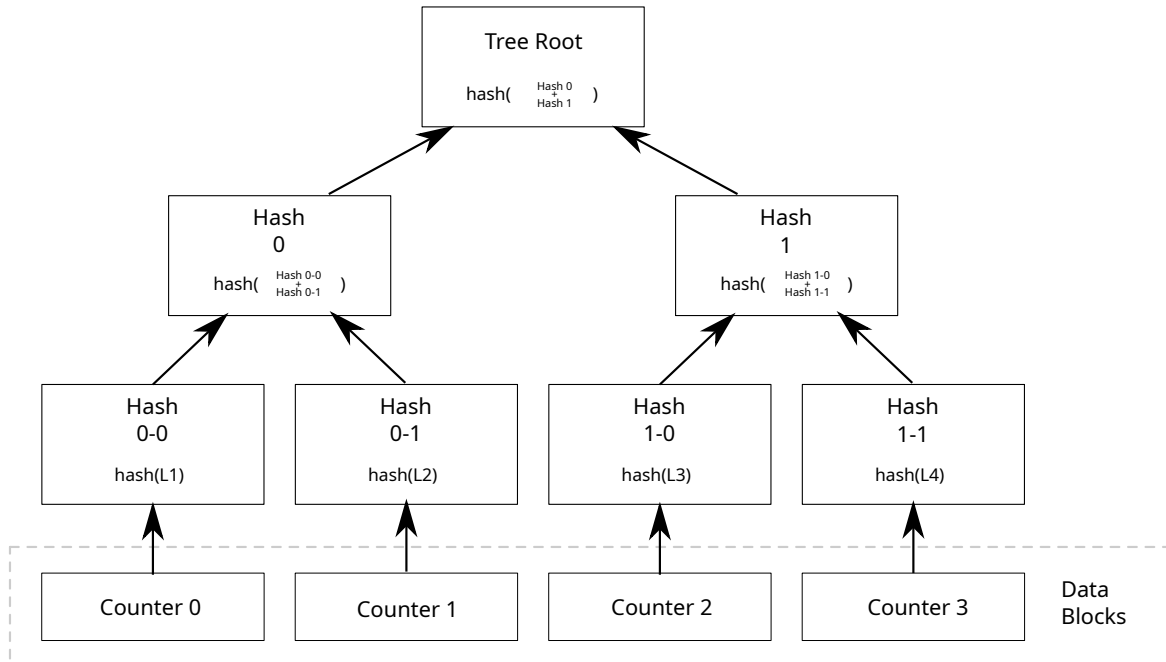 Tree Root
hash( Hash 0 + Hash 1 )
Hash
0
hash( Hash 0-0 + Hash 0-1 )
Hash
1
hash( Hash 1-0 + Hash 1-1 )
Hash
0-0
hash(L1)
Hash
0-1
hash(L2)
Hash
1-0
hash(L3)
Hash
1-1
hash(L4)
Counter 0
Counter 1
Counter 2
Counter 3
Data
Blocks